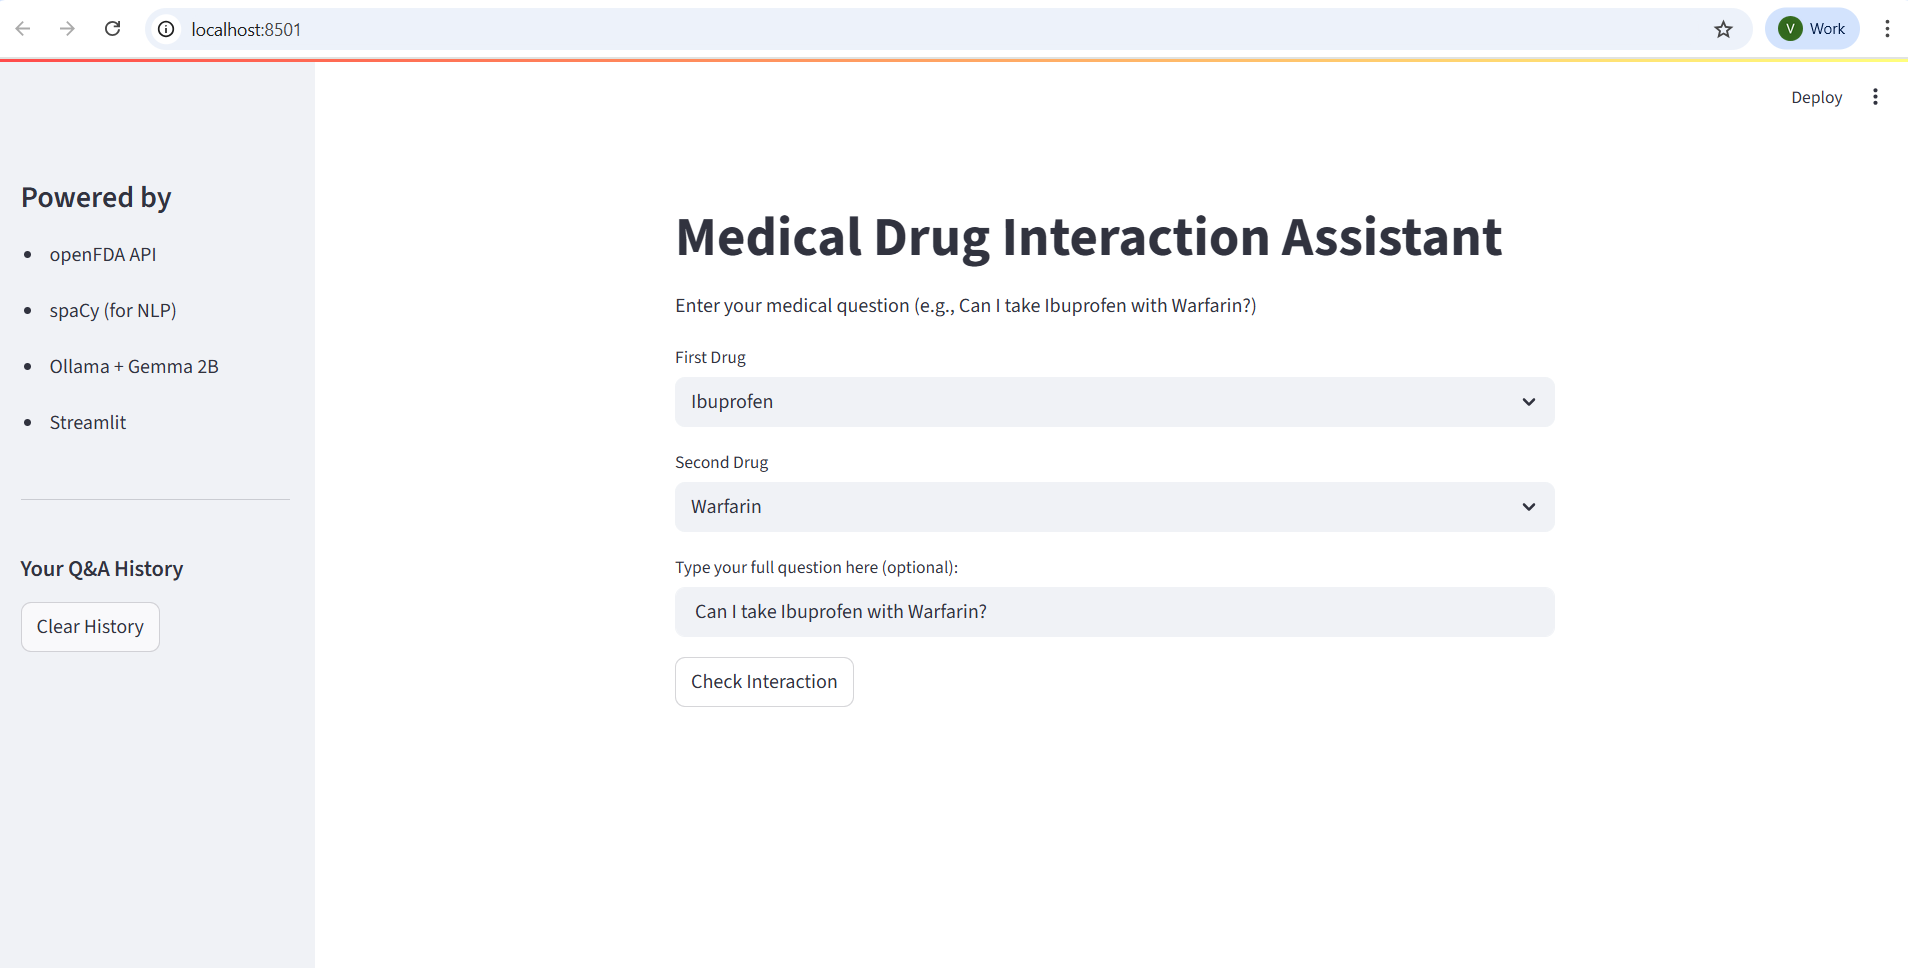 localhost:8501
V Work
Deploy
Powered by
openFDA API
spaCy (for NLP)
Ollama + Gemma 2B
Streamlit
Your Q&A History
Clear History
Medical Drug Interaction Assistant
Enter your medical question (e.g., Can I take Ibuprofen with Warfarin?)
First Drug
Ibuprofen
Second Drug
Warfarin
Type your full question here (optional):
Can I take Ibuprofen with Warfarin?
Check Interaction